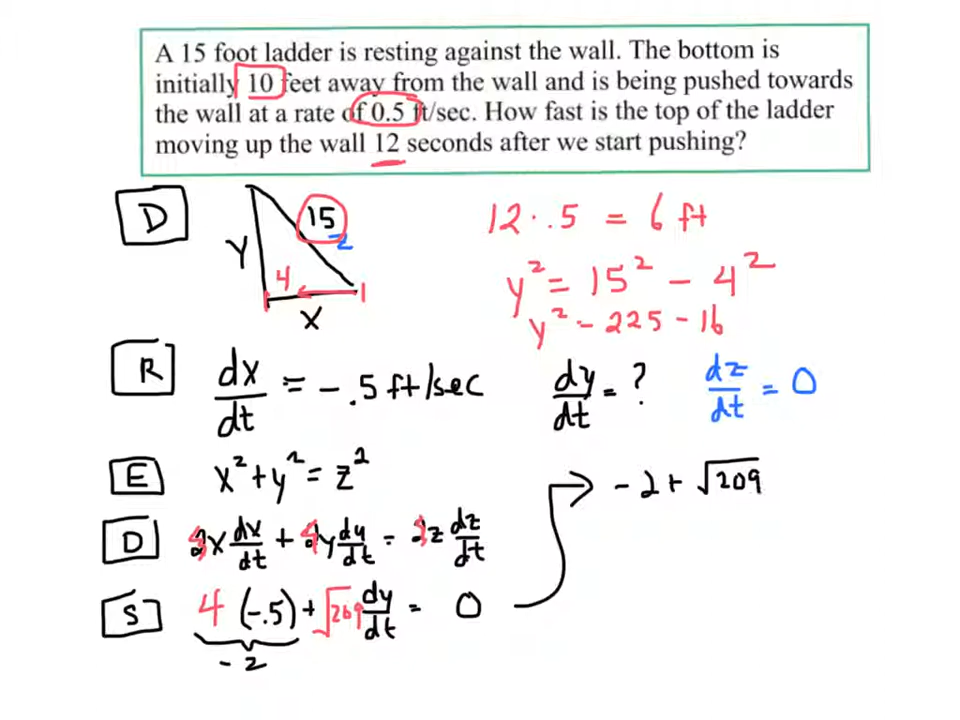 A 15 foot ladder is resting against the wall. The bottom is
initially 10 feet away from the wall and is being pushed towards
the wall at a rate of 0.5 ft/sec. How fast is the top of the ladder
moving up the wall 12 seconds after we start pushing?
D
15
z
Y
4
X
12 · .5 = 6 ft
y² = 15² - 4²
y² - 225 - 16
R dx/dt = -.5 ft/sec dy/dt = ? dz/dt = 0
E x² + y² = z²
D 2x dx/dt + 2y dy/dt = 2z dz/dt
S 4 (-.5) + √209 dy/dt = 0
-2
-2 + √209